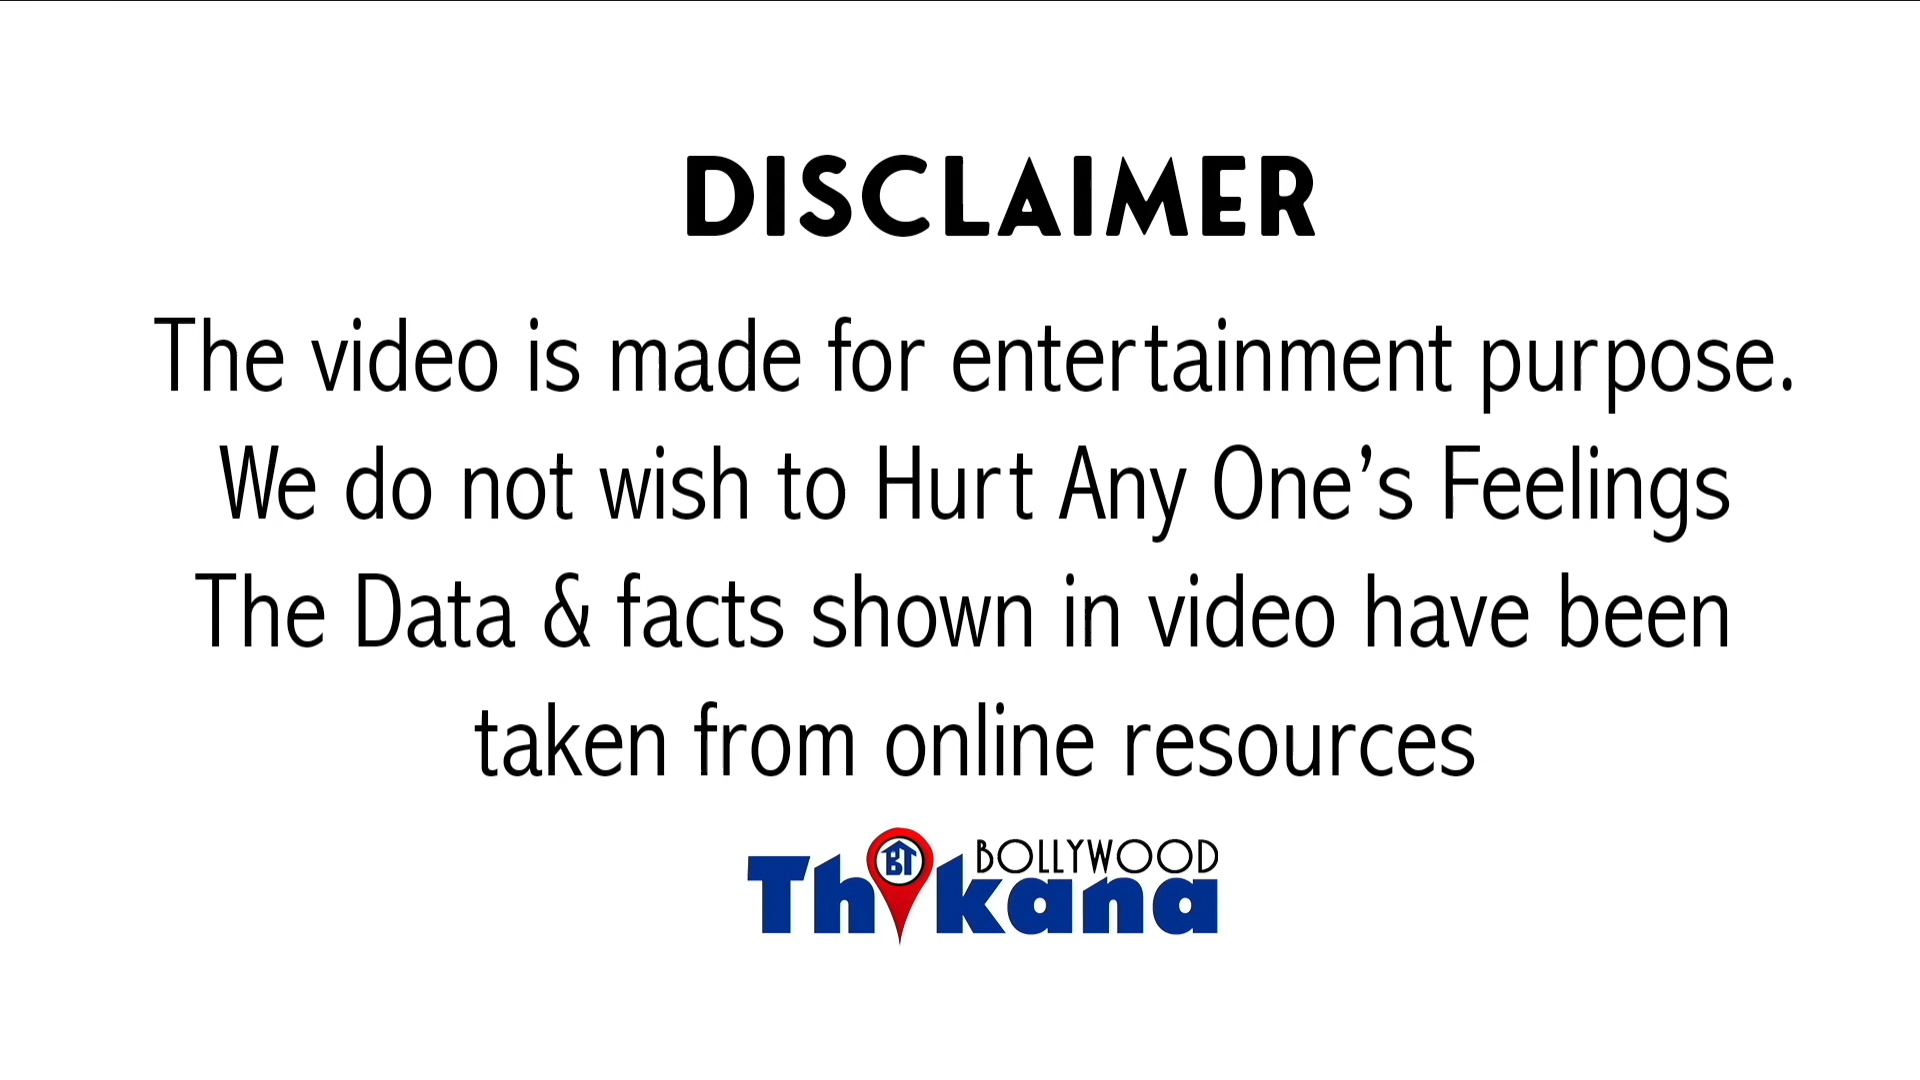 DISCLAIMER
The video is made for entertainment purpose.
We do not wish to Hurt Any One’s Feelings
The Data & facts shown in video have been
taken from online resources
BT
BOLLYWOOD
Thikana